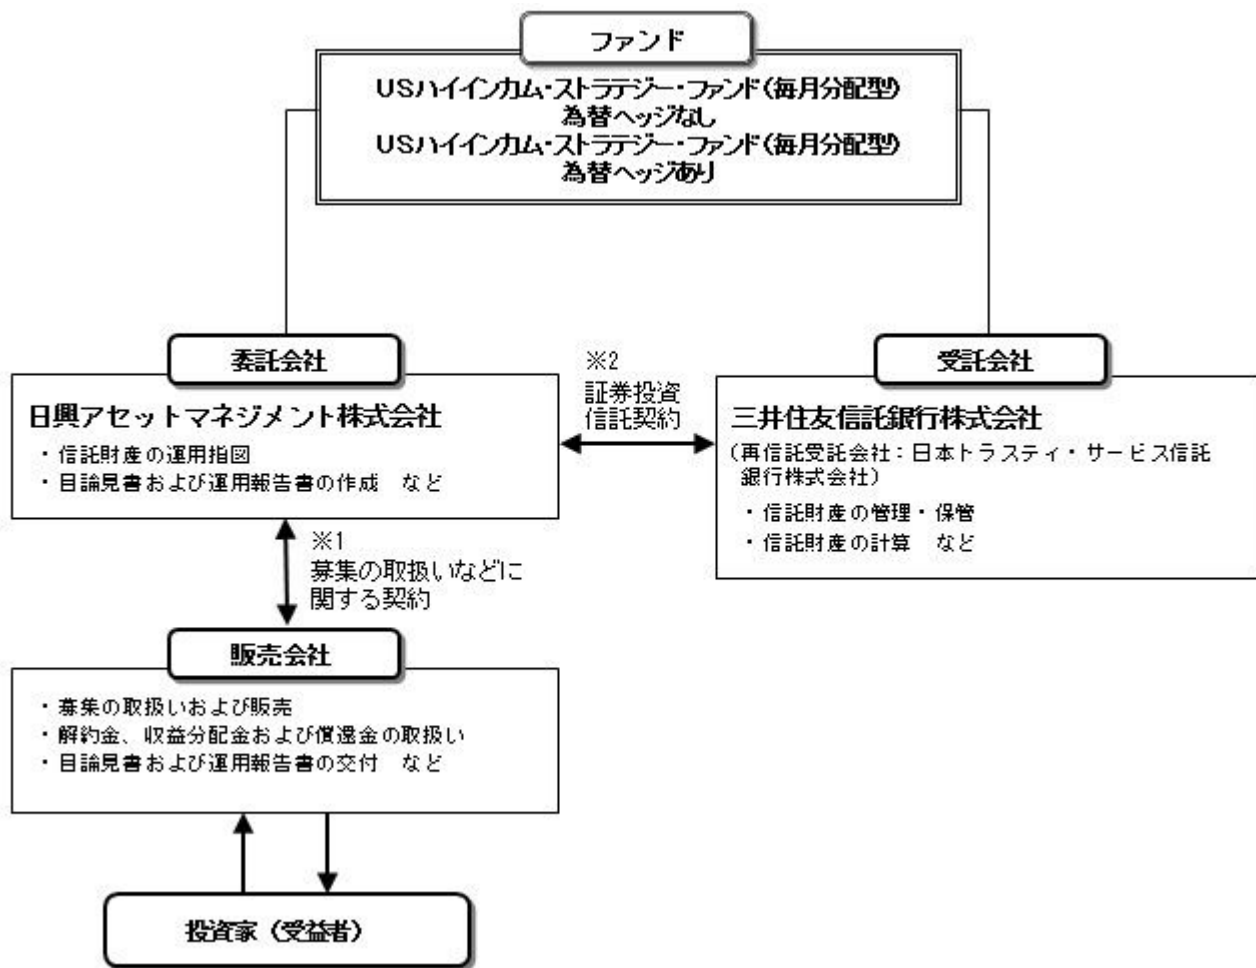 ファンド
USハイインカム・ストラテジー・ファンド(毎月分配型)
為替ヘッジなし
USハイインカム・ストラテジー・ファンド(毎月分配型)
為替ヘッジあり
委託会社
日興アセットマネジメント株式会社
・信託財産の運用指図
・目論見書および運用報告書の作成　など
※2
証券投資
信託契約
受託会社
三井住友信託銀行株式会社
(再信託受託会社：日本トラスティ・サービス信託
銀行株式会社)
・信託財産の管理・保管
・信託財産の計算　など
※1
募集の取扱いなどに
関する契約
販売会社
・募集の取扱いおよび販売
・解約金、収益分配金および償還金の取扱い
・目論見書および運用報告書の交付　など
投資家（受益者）